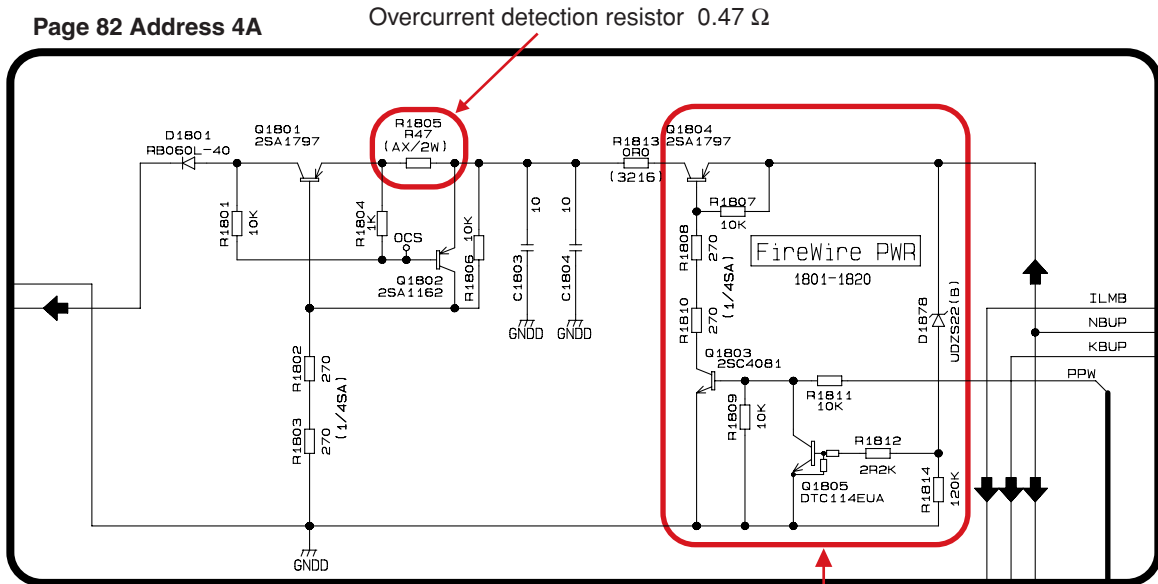 Page 82 Address 4A
Overcurrent detection resistor 0.47 Ω
D1801
RB060L-40
Q1801
2SA1797
R1805
R47
(AX/2W)
R1813
0R0
(3216)
Q1804
2SA1797
R1801
10K
R1804
1K
OCS
Q1802
2SA1162
R1806
10K
C1803
10
C1804
10
GNDD
GNDD
R1807
10K
R1808
270
R1810
270
(1/4SA)
FireWire PWR
1801-1820
D1878
UDZS22(B)
ILMB
NBUP
KBUP
PPW
R1802
270
R1803
270
(1/4SA)
Q1803
2SC4081
R1809
10K
R1811
10K
R1812
2R2K
Q1805
DTC114EUA
R1814
120K
GNDD